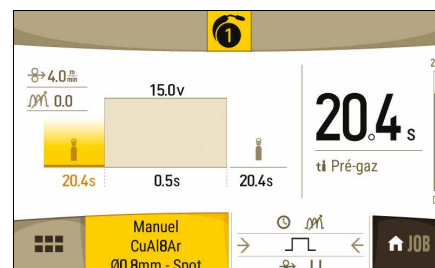 1
4.0 m/min
0.0
15.0v
20.4s
0.5s
20.4s
20.4 s
ti Pré-gaz
Manuel
CuAl8Ar
Ø0.8mm - Spot
JOB